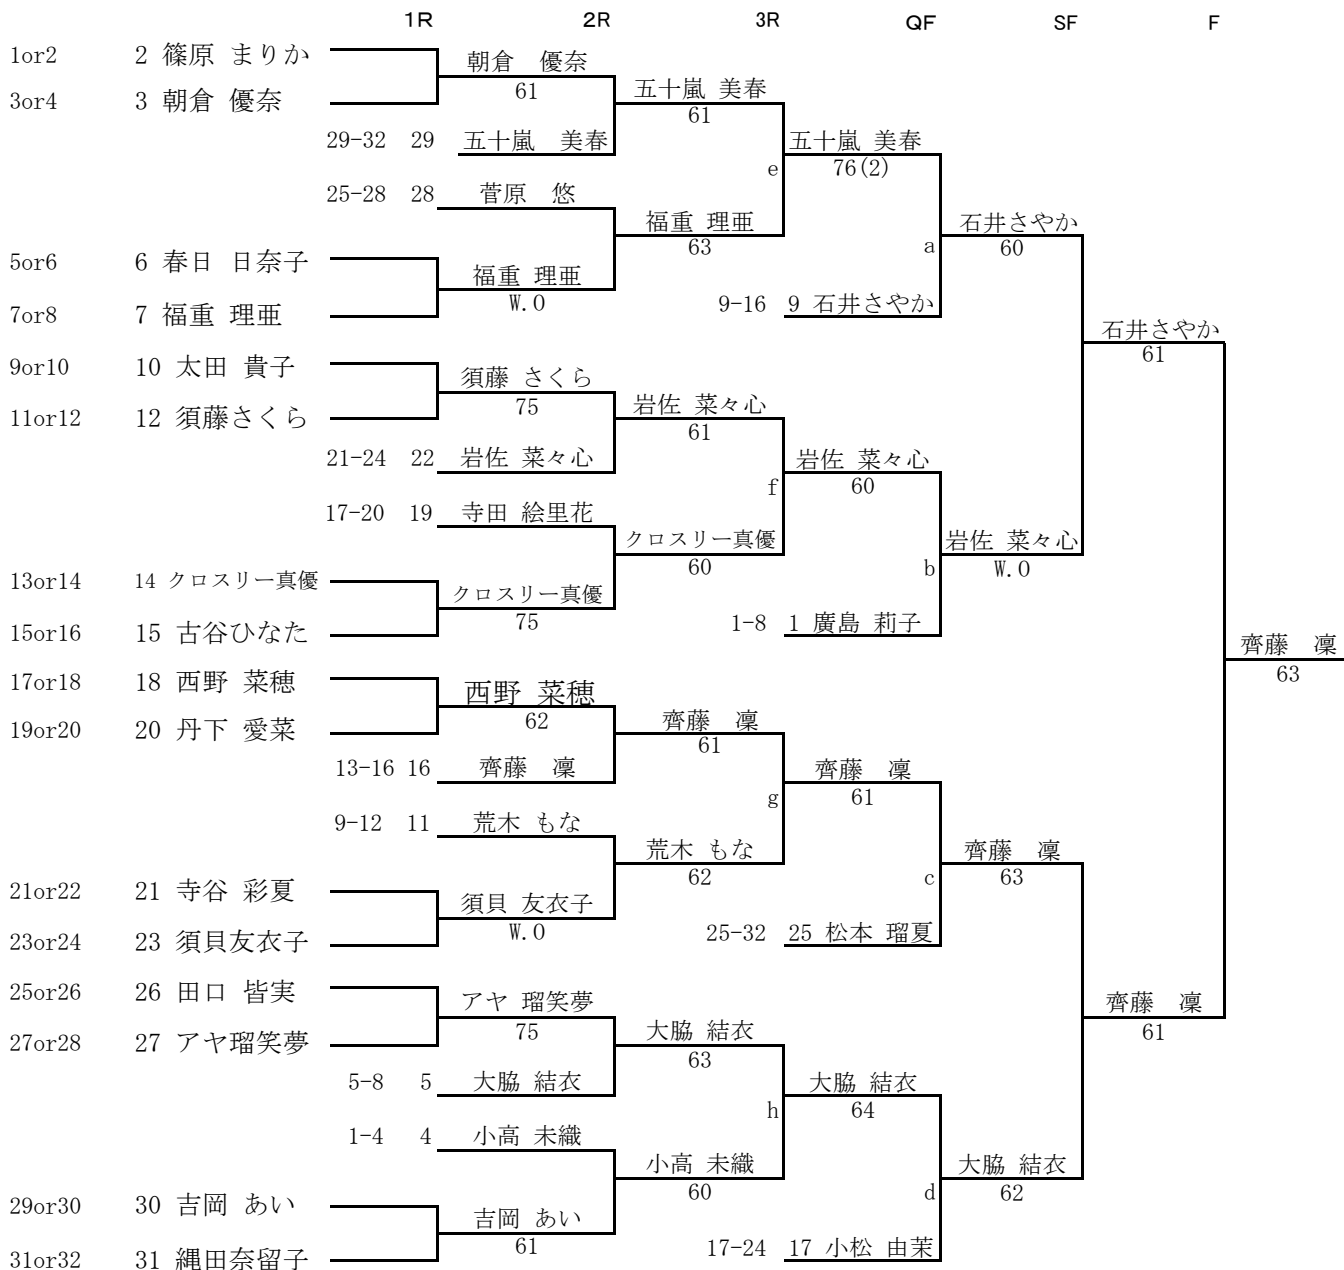 1R 2R 3R QF SF F
1or2 2 篠原 まりか
朝倉 優奈
61
3or4 3 朝倉 優奈
五十嵐 美春
61
29-32 29 五十嵐 美春
五十嵐 美春
76(2)
e
25-28 28 菅原 悠
福重 理亜
63
石井さやか
60
a
5or6 6 春日 日奈子
福重 理亜
W.O
7or8 7 福重 理亜
9-16 9 石井さやか
石井さやか
61
9or10 10 太田 貴子
須藤 さくら
75
11or12 12 須藤さくら
岩佐 菜々心
61
21-24 22 岩佐 菜々心
岩佐 菜々心
60
f
17-20 19 寺田 絵里花
クロスリー真優
60
岩佐 菜々心
W.O
b
13or14 14 クロスリー真優
クロスリー真優
75
15or16 15 古谷ひなた
1-8 1 廣島 莉子
齊藤 凜
63
17or18 18 西野 菜穂
西野 菜穂
62
19or20 20 丹下 愛菜
齊藤 凜
61
13-16 16 齊藤 凜
齊藤 凜
61
g
9-12 11 荒木 もな
荒木 もな
62
齊藤 凜
63
c
21or22 21 寺谷 彩夏
須貝 友衣子
W.O
23or24 23 須貝友衣子
25-32 25 松本 瑠夏
齊藤 凜
61
25or26 26 田口 皆実
アヤ 瑠笑夢
75
27or28 27 アヤ瑠笑夢
大脇 結衣
63
5-8 5 大脇 結衣
大脇 結衣
64
h
1-4 4 小高 未織
小高 未織
60
大脇 結衣
62
d
29or30 30 吉岡 あい
吉岡 あい
61
31or32 31 縄田奈留子
17-24 17 小松 由茉